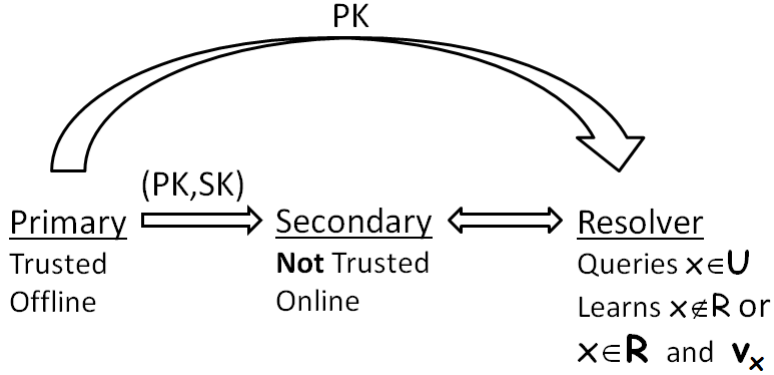 PK
(PK,SK)
Primary
Trusted
Offline
Secondary
Not Trusted
Online
Resolver
Queries x∈U
Learns x∉R or
x∈R and vₓ